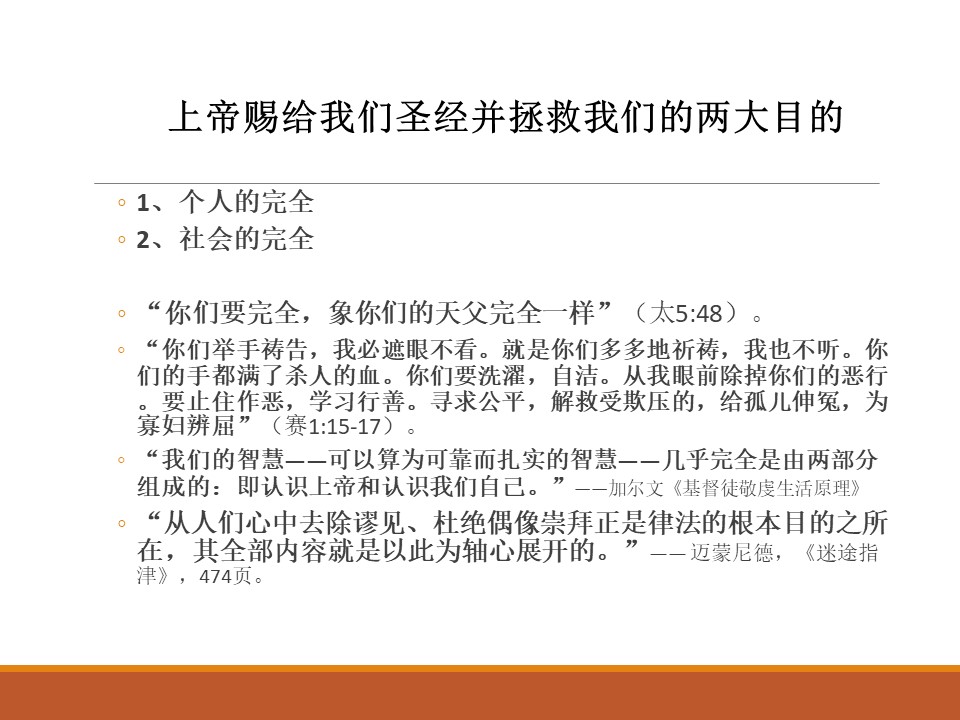 上帝赐给我们圣经并拯救我们的两大目的
◦ 1、个人的完全
◦ 2、社会的完全
◦ “你们要完全，象你们的天父完全一样”（太5:48）。
◦ “你们举手祷告，我必遮眼不看。就是你们多多地祈祷，我也不听。你
们的手都满了杀人的血。你们要洗濯，自洁。从我眼前除掉你们的恶行
。要止住作恶，学习行善。寻求公平，解救受欺压的，给孤儿伸冤，为
寡妇辨屈”（赛1:15-17）。
◦ “我们的智慧——可以算为可靠而扎实的智慧——几乎完全是由两部分
组成的：即认识上帝和认识我们自己。”——加尔文《基督徒敬虔生活原理》
◦ “从人们心中去除谬见、杜绝偶像崇拜正是律法的根本目的之所
在，其全部内容就是以此为轴心展开的。”—— 迈蒙尼德，《迷途指
津》，474页。